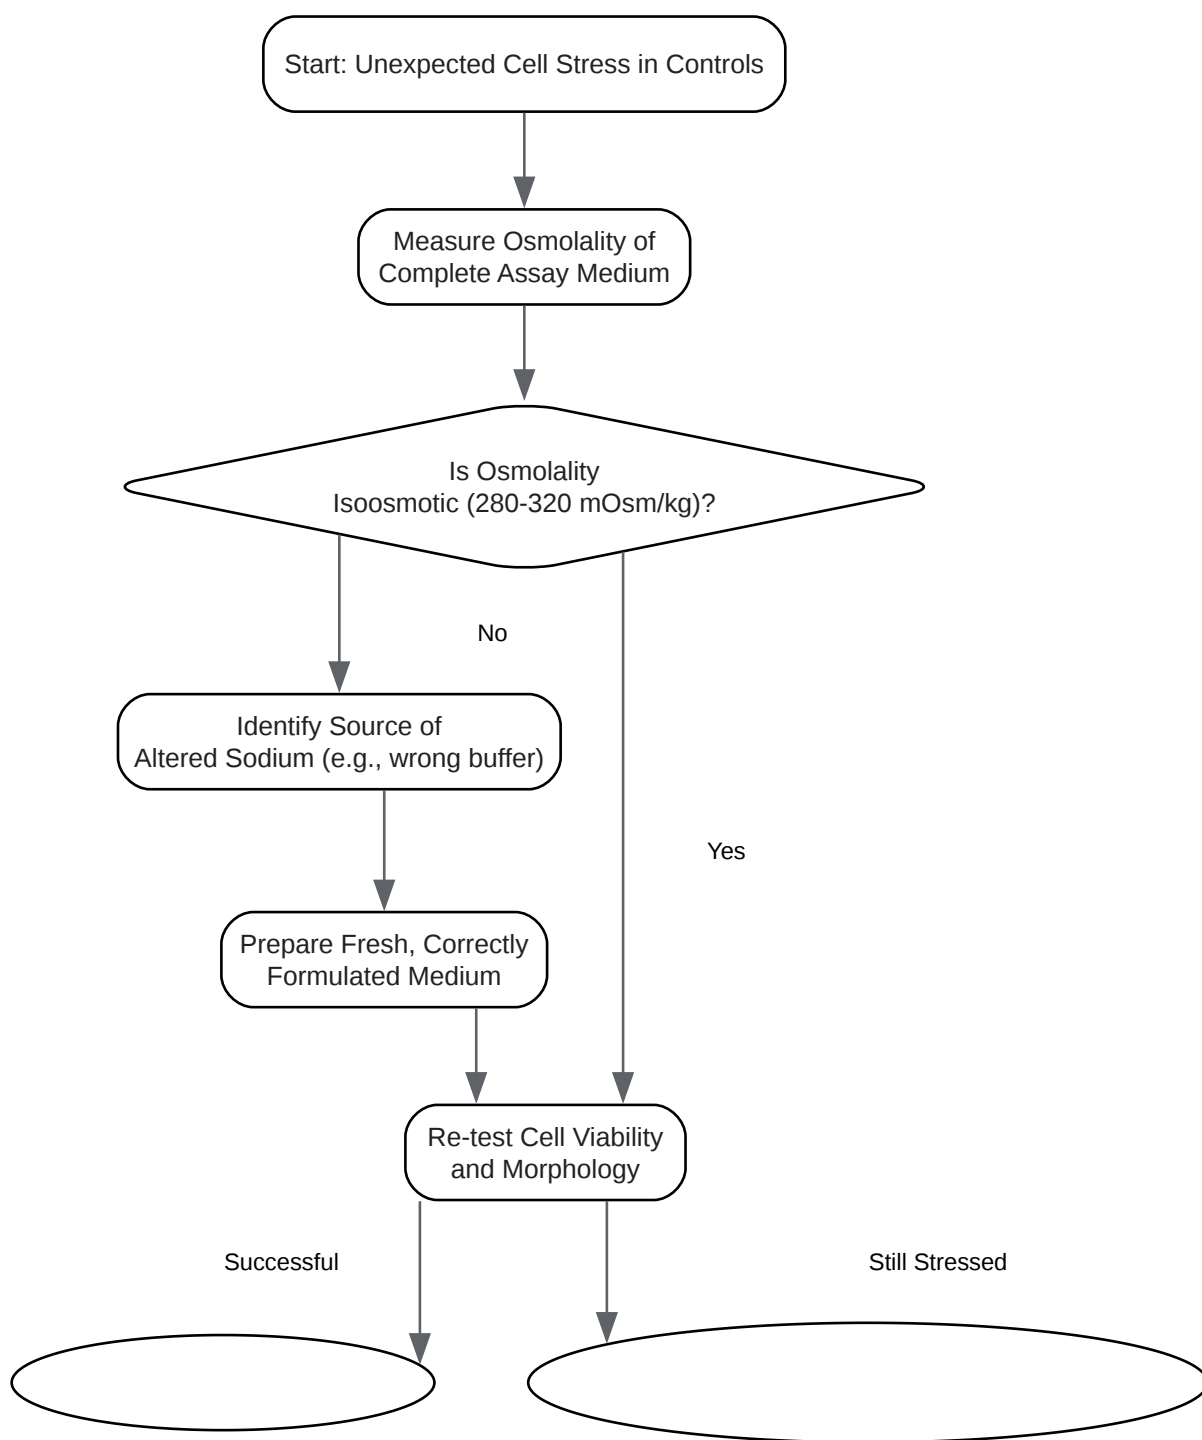 Start: Unexpected Cell Stress in Controls
Measure Osmolality of
Complete Assay Medium
Is Osmolality
Isoosmotic (280-320 mOsm/kg)?
No
Identify Source of
Altered Sodium (e.g., wrong buffer)
Yes
Prepare Fresh, Correctly
Formulated Medium
Re-test Cell Viability
and Morphology
Successful
Still Stressed